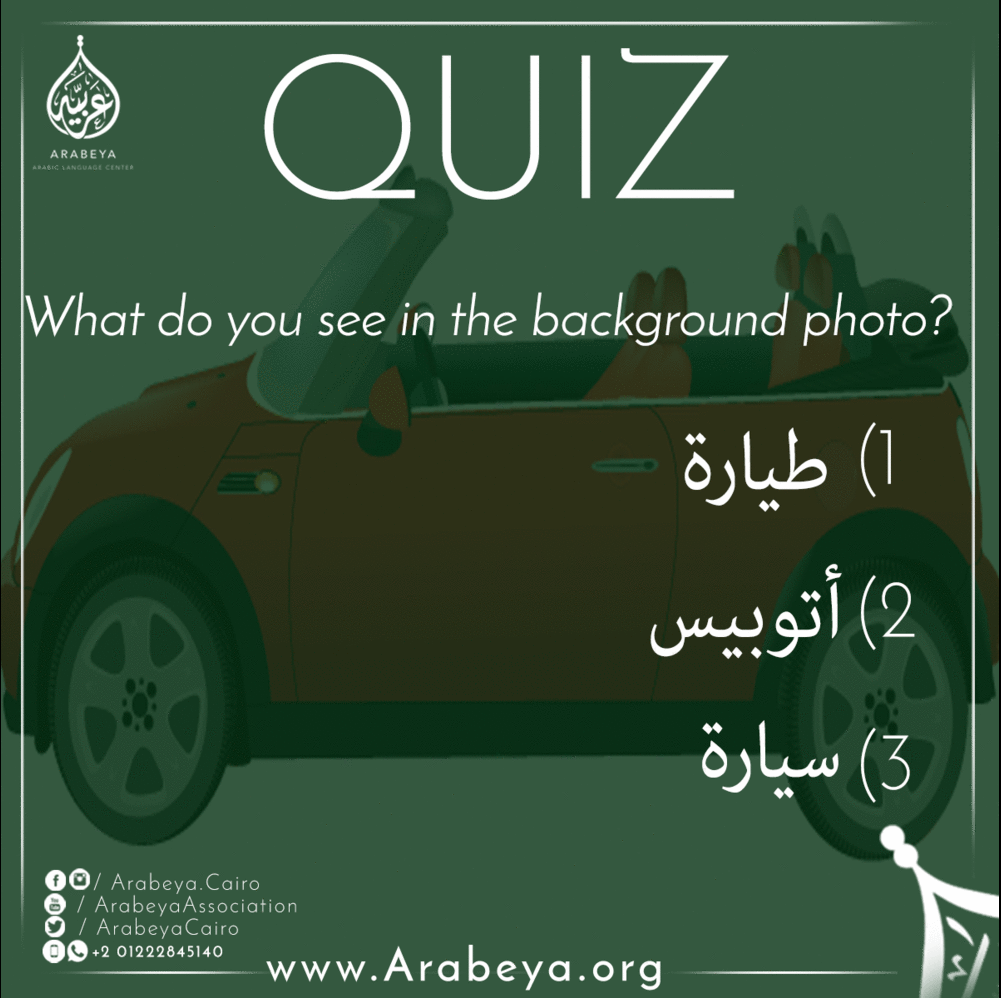 عربية
ARABEYA
ARABIC LANGUAGE CENTER
QUIZ
What do you see in the background photo?
1) طيارة
2) أتوبيس
3) سيارة
/ Arabeya.Cairo
/ ArabeyaAssociation
/ ArabeyaCairo
+2 01222845140
www.Arabeya.org